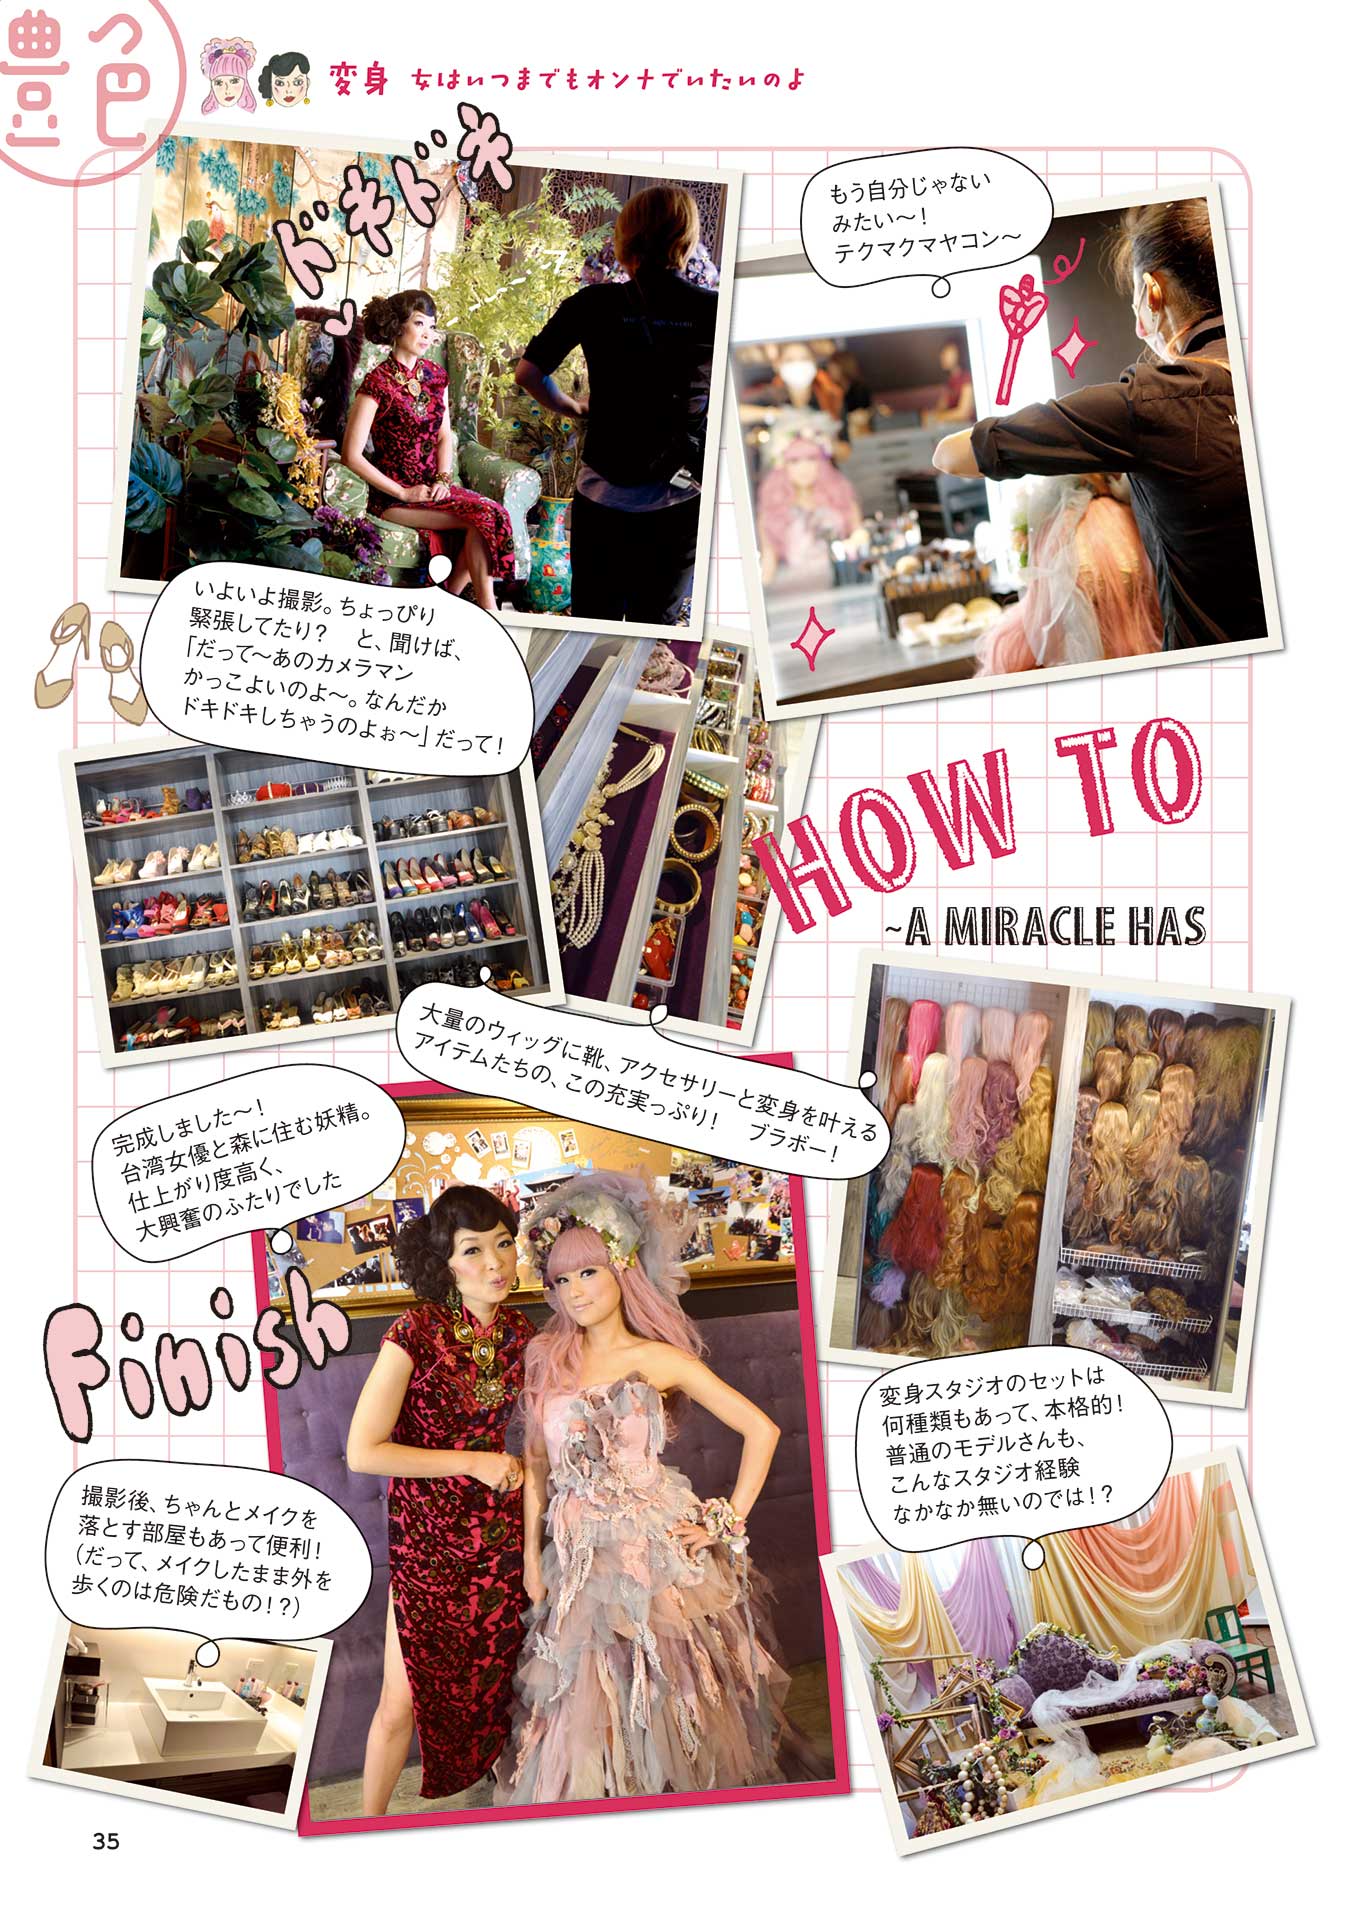 艶
変身 女はいつまでもオンナでいたいのよ
ドキドキ
もう自分じゃない
みたい〜！
テクマクマヤコン〜
いよいよ撮影。ちょっぴり
緊張してたり？　と、聞けば、
「だって〜あのカメラマン
かっこよいのよ〜。なんだか
ドキドキしちゃうのよぉ〜」だって！
HOW TO
~A MIRACLE HAS
大量のウィッグに靴、アクセサリーと変身を叶える
アイテムたちの、この充実っぷり！　ブラボー！
完成しました〜！
台湾女優と森に住む妖精。
仕上がり度高く、
大興奮のふたりでした
Finish
変身スタジオのセットは
何種類もあって、本格的！
普通のモデルさんも、
こんなスタジオ経験
なかなか無いのでは！？
撮影後、ちゃんとメイクを
落とす部屋もあって便利！
（だって、メイクしたまま外を
歩くのは危険だもの！？）
35